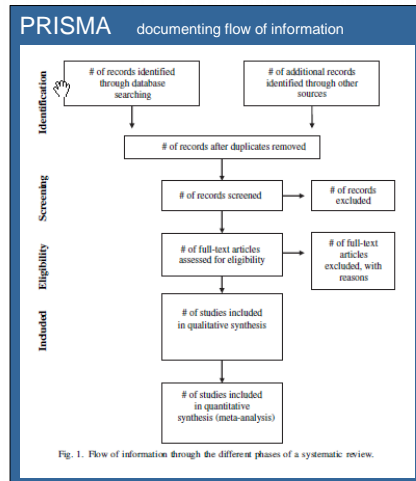 PRISMA documenting flow of information
Identification
# of records identified
through database
searching
# of additional records
identified through other
sources
# of records after duplicates removed
Screening
# of records screened
# of records
excluded
Eligibility
# of full-text articles
assessed for eligibility
# of full-text
articles
excluded, with
reasons
Included
# of studies included
in qualitative synthesis
# of studies included
in quantitative
synthesis (meta-analysis)
Fig. 1. Flow of information through the different phases of a systematic review.